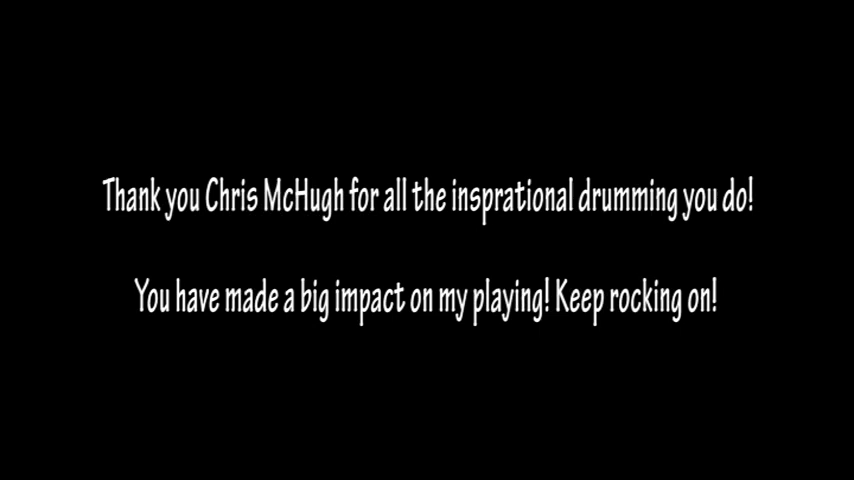 Thank you Chris McHugh for all the insprational drumming you do!
You have made a big impact on my playing! Keep rocking on!